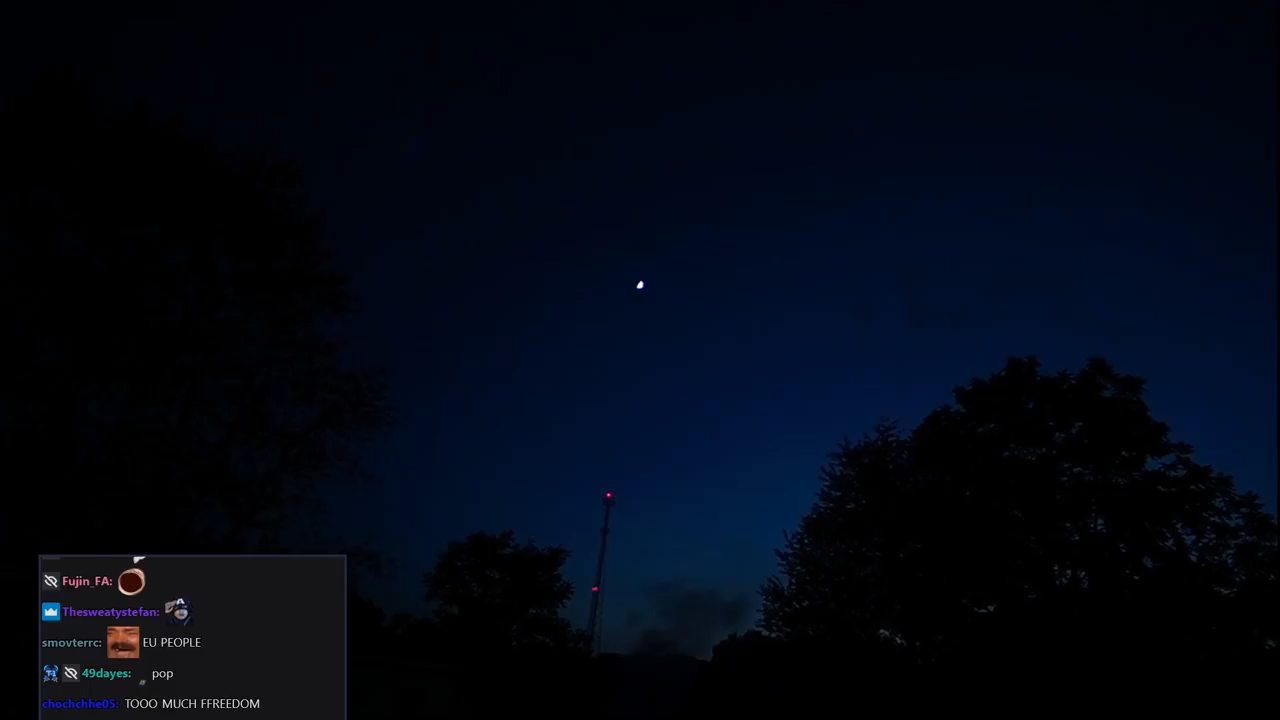 Fujin_FA:
Thesweatystefan:
smovterrc: EU PEOPLE
49dayes: pop
chochchhe05: TOOO MUCH FFREEDOM